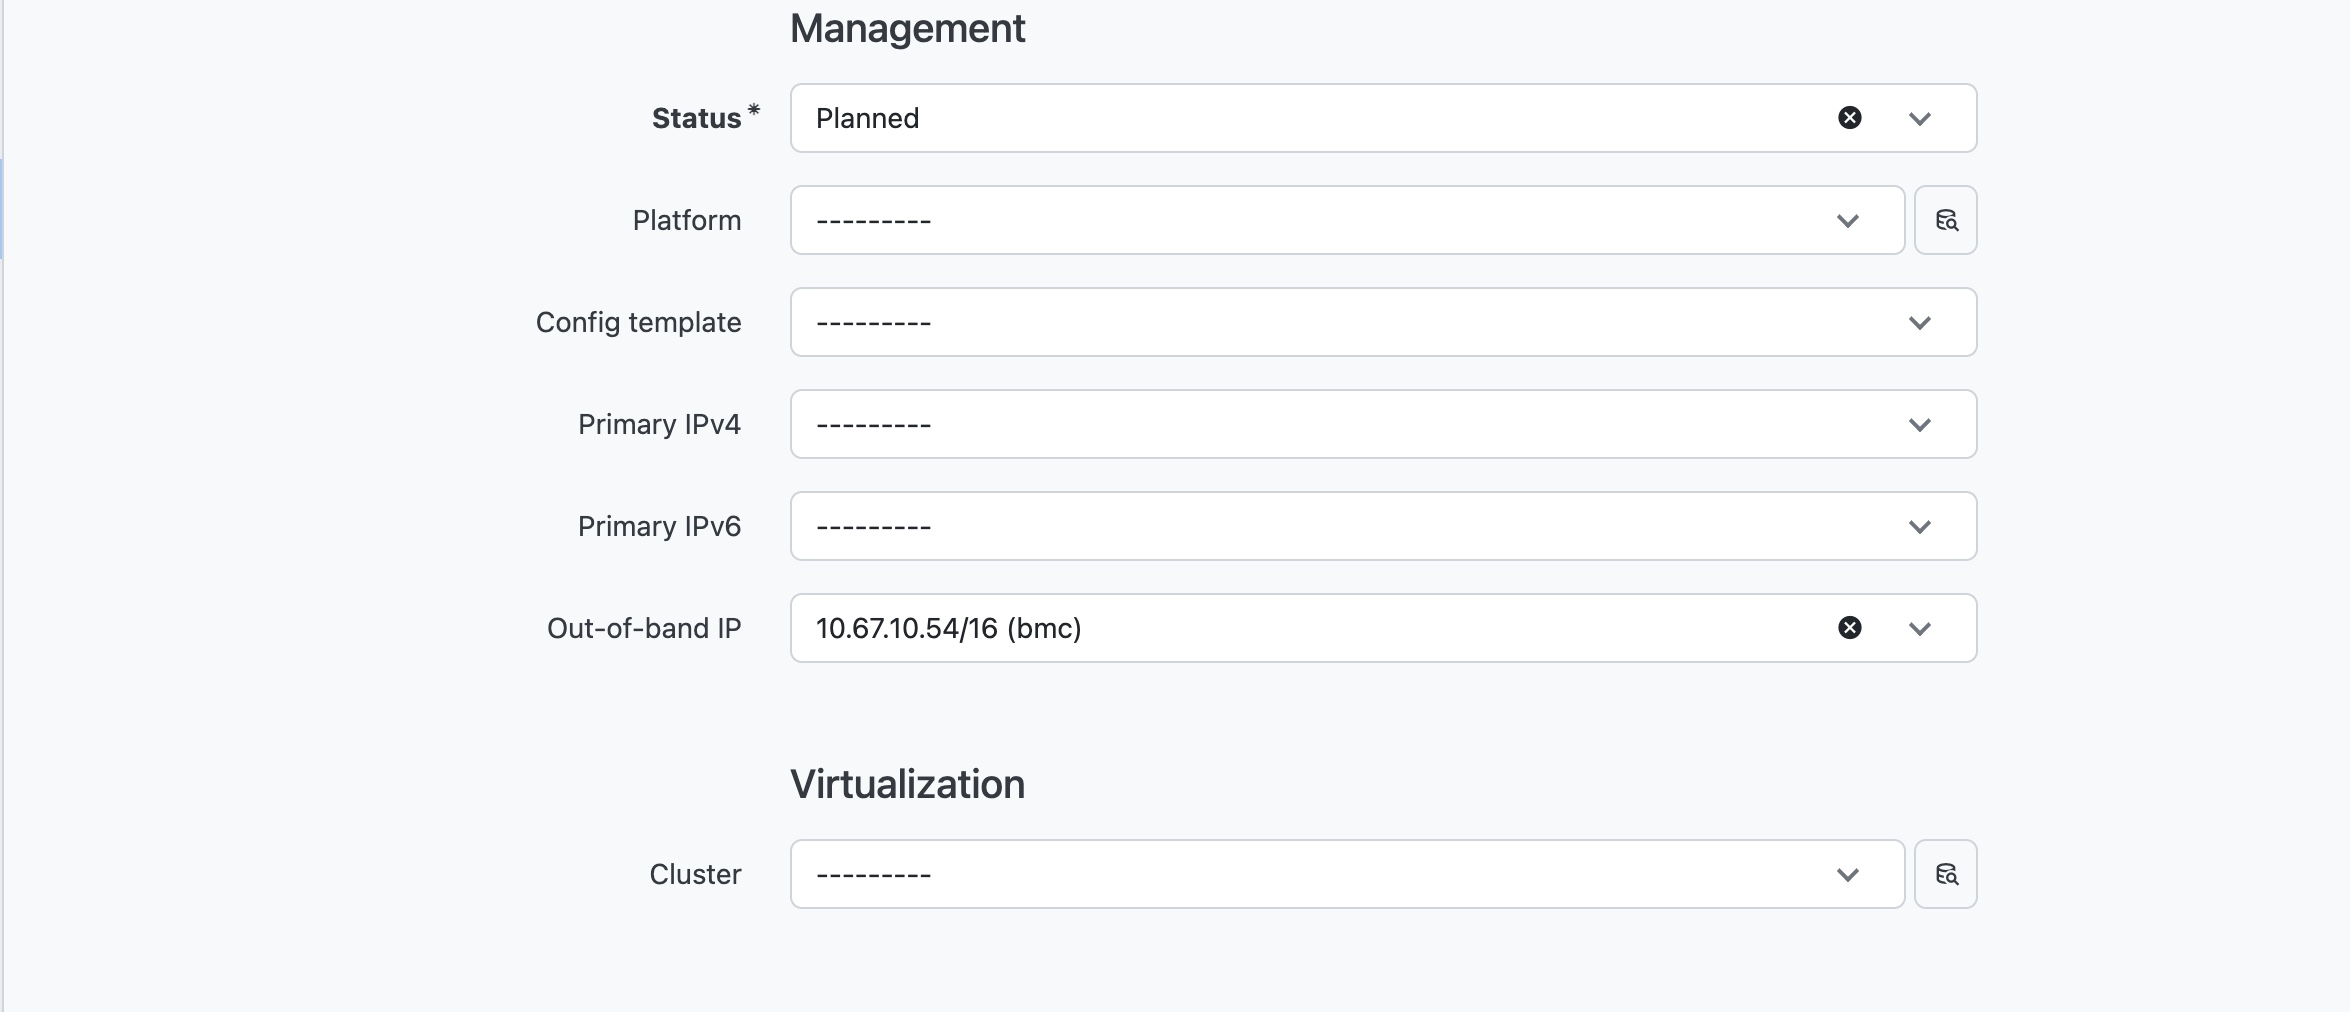 Management
Status *
Planned
Platform
---------
Config template
---------
Primary IPv4
---------
Primary IPv6
---------
Out-of-band IP
10.67.10.54/16 (bmc)
Virtualization
Cluster
---------